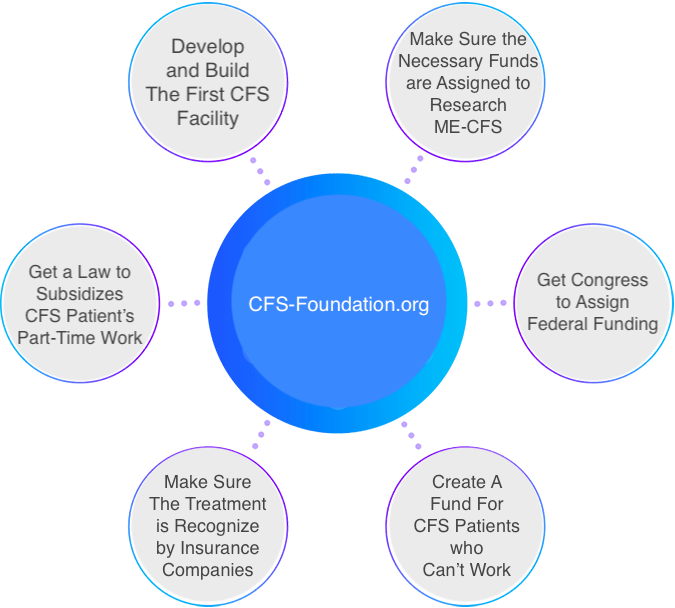 Develop
and Build
The First CFS
Facility
Make Sure the
Necessary Funds
are Assigned to
Research
ME-CFS
Get a Law to
Subsidizes
CFS Patient’s
Part-Time Work
CFS-Foundation.org
Get Congress
to Assign
Federal Funding
Make Sure
The Treatment
is Recognize
by Insurance
Companies
Create A
Fund For
CFS Patients
who
Can’t Work